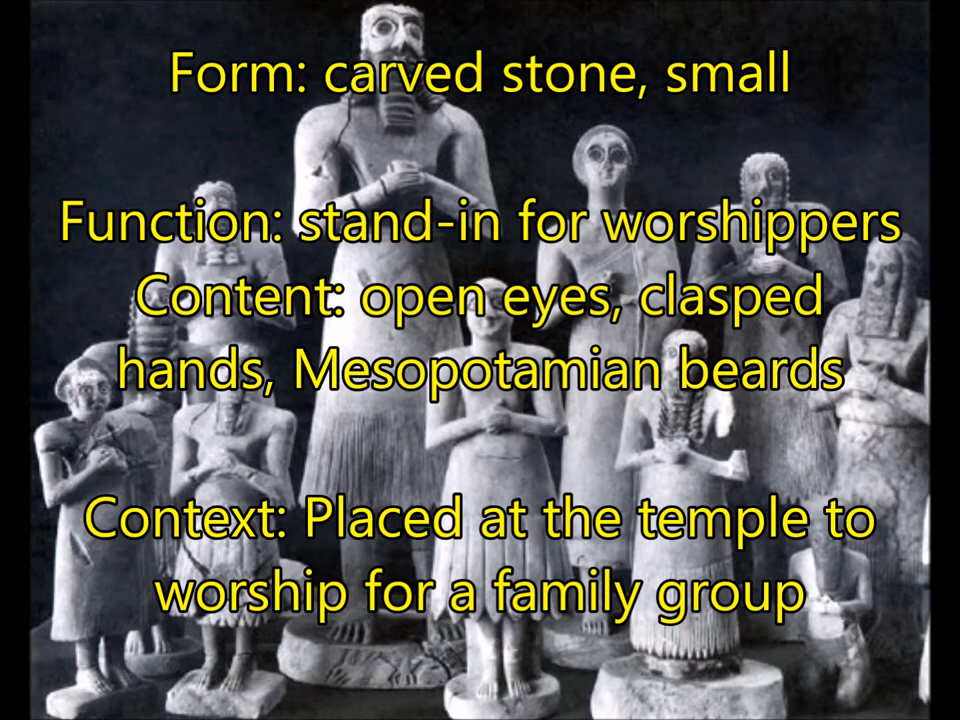 Form: carved stone, small
Function: stand-in for worshippers
Content: open eyes, clasped
hands, Mesopotamian beards
Context: Placed at the temple to
worship for a family group